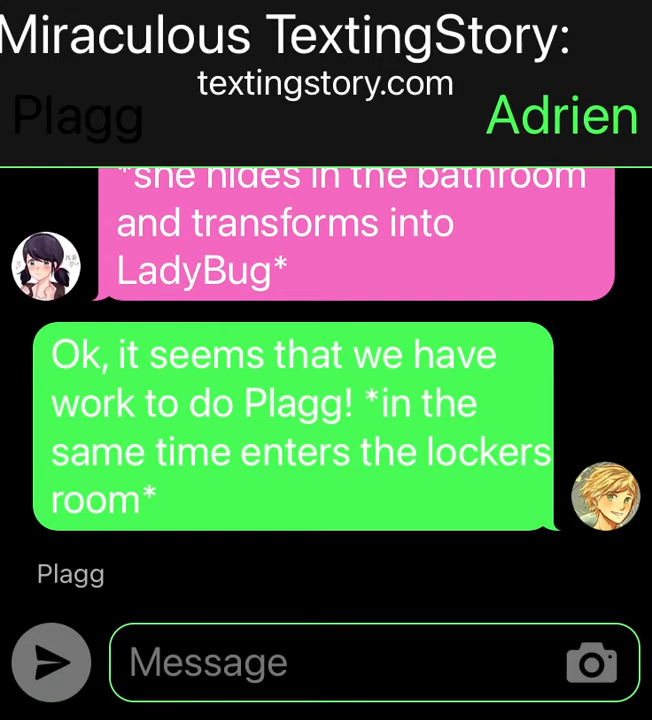 Miraculous TextingStory:
textingstory.com
Plagg
Adrien
*she hides in the bathroom
and transforms into
LadyBug*
Ok, it seems that we have
work to do Plagg! *in the
same time enters the lockers
room*
Plagg
Message